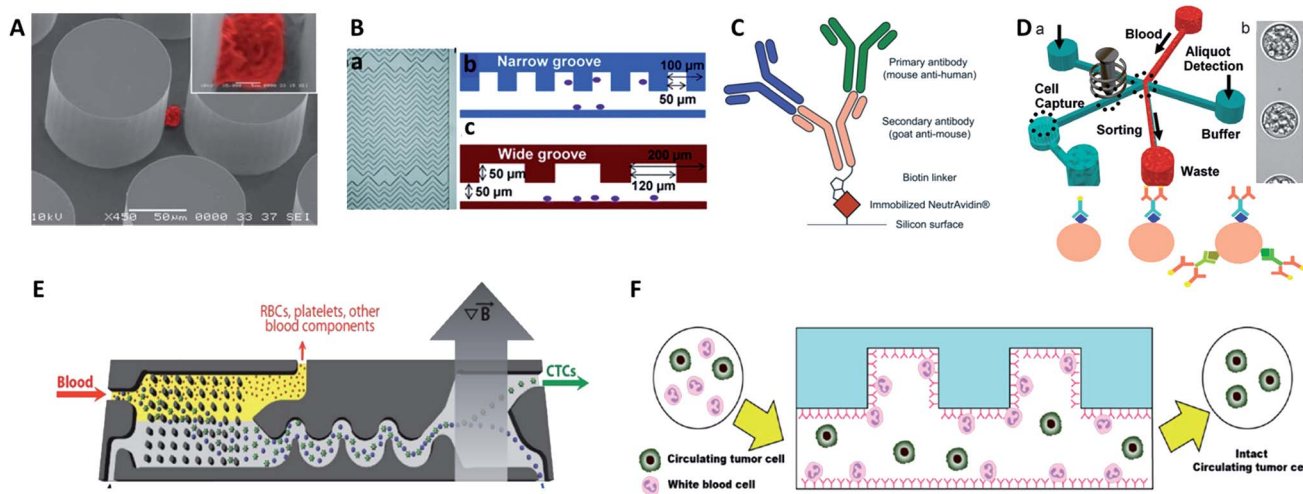 A
10kV X450 50µm 0000 33 37 SEI
B
a
b
Narrow groove
100 µm
50 µm
c
Wide groove
200 µm
50 µm
120 µm
50 µm
C
Primary antibody
(mouse anti-human)
Secondary antibody
(goat anti-mouse)
Biotin linker
Immobilized NeutrAvidin®
Silicon surface
D
a
b
Blood
Aliquot
Detection
Cell
Capture
Sorting
Buffer
Waste
E
RBCs, platelets, other
blood components
▽B
Blood
CTCs
F
Circulating tumor cell
White blood cell
Intact
Circulating tumor ce